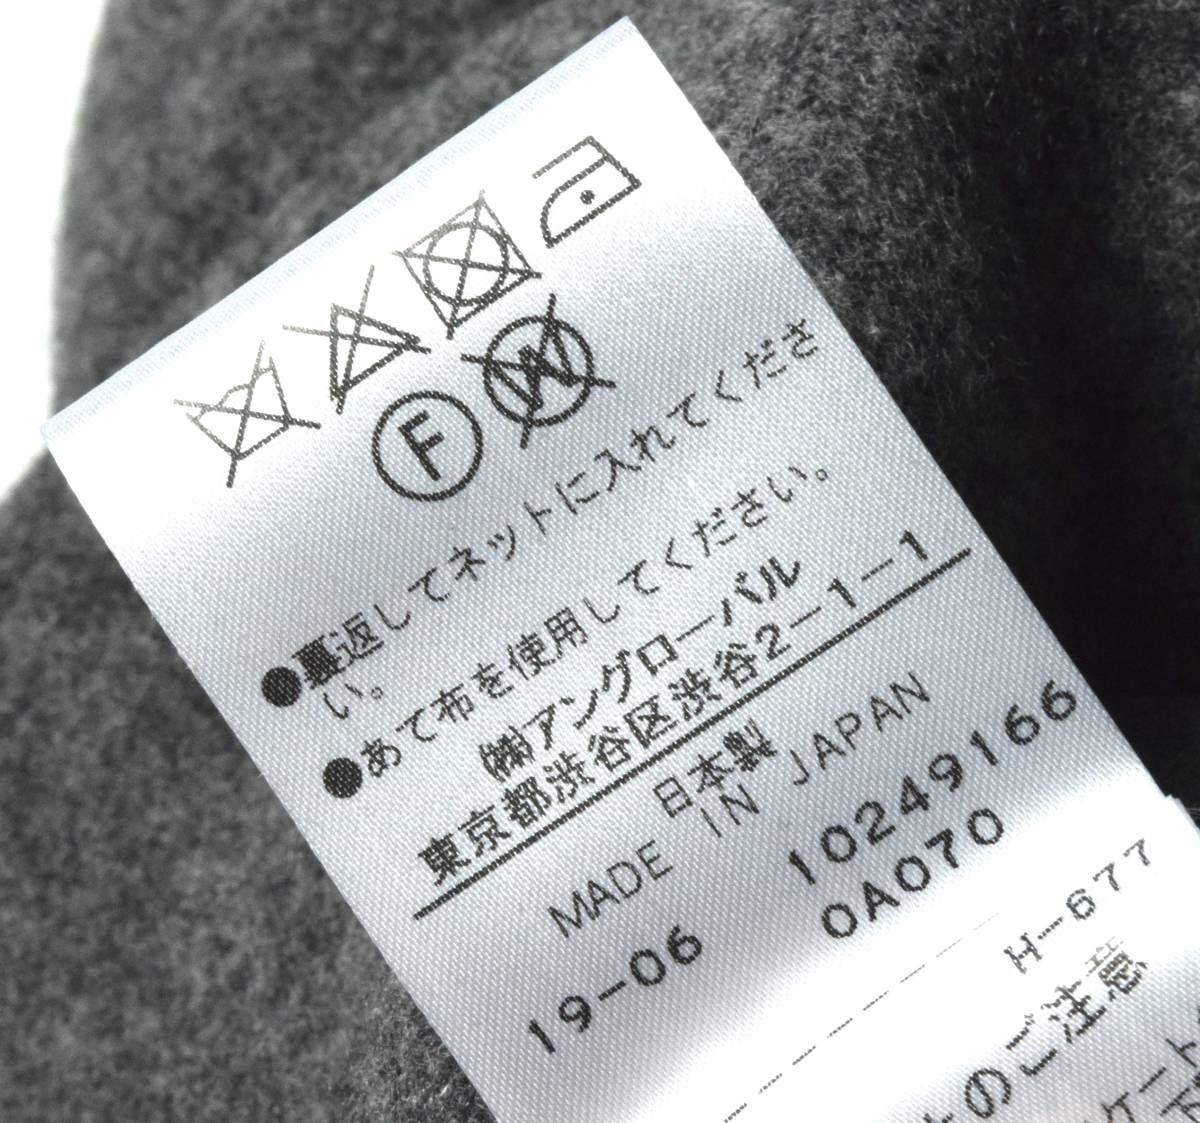 F W
●裏返してネットに入れてくださ
い。
●あて布を使用してください。
㈱アングローバル
東京都渋谷区渋谷2-1-1
日本製
MADE IN JAPAN
10249166
19-06 0A070
H-677
のご注意
ケート